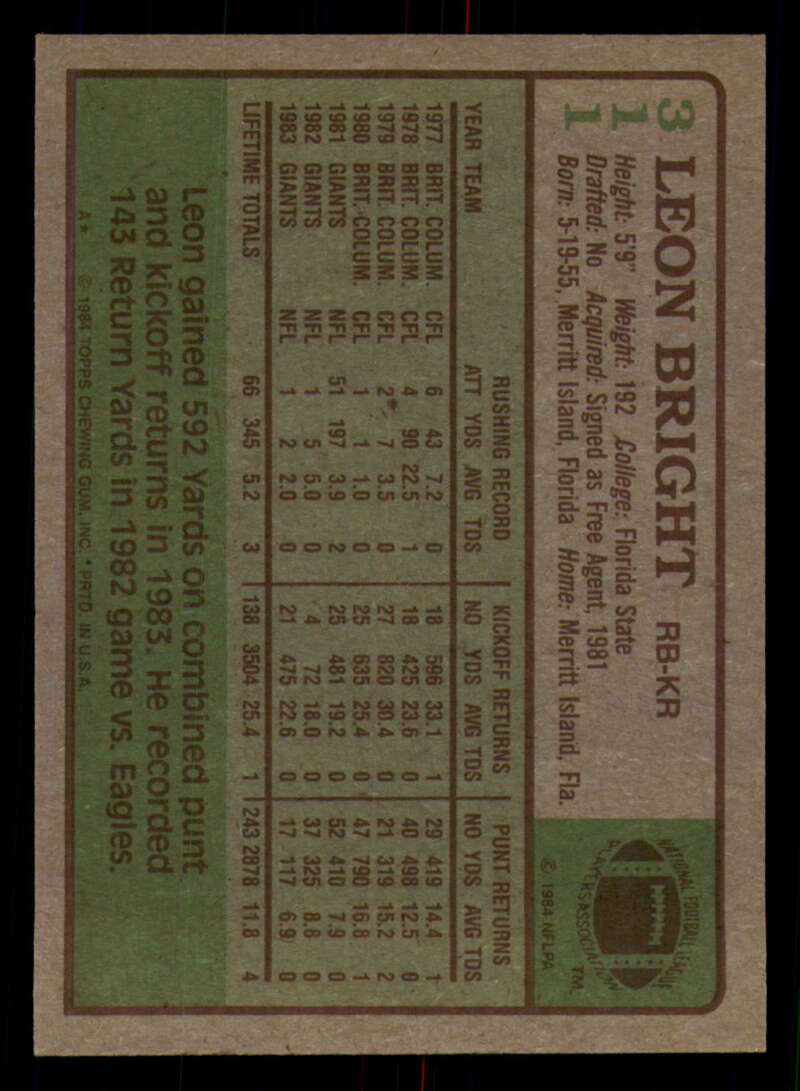 311
LEON BRIGHT RB-KR
Height: 5'9" Weight: 192 College: Florida State
Drafted: No Acquired: Signed as Free Agent, 1981
Born: 5-19-55, Merritt Island, Florida Home: Merritt Island, Fla.
NATIONAL FOOTBALL LEAGUE
PLAYERS ASSOCIATION
TM
© 1984 NFLPA
RUSHING RECORD KICKOFF RETURNS PUNT RETURNS
YEAR TEAM ATT YDS AVG TDS NO YDS AVG TDS NO YDS AVG TDS
1977 BRIT. COLUM. CFL 6 43 7.2 0 18 596 33.1 1 29 419 14.4 1
1978 BRIT. COLUM. CFL 4 90 22.5 1 18 425 23.6 0 40 498 12.5 0
1979 BRIT. COLUM. CFL 2 7 3.5 0 27 820 30.4 0 21 319 15.2 2
1980 BRIT. COLUM. CFL 1 1 1.0 0 25 635 25.4 0 47 790 16.8 1
1981 GIANTS NFL 51 197 3.9 2 25 481 19.2 0 52 410 7.9 0
1982 GIANTS NFL 1 5 5.0 0 4 72 18.0 0 37 325 8.8 0
1983 GIANTS NFL 1 2 2.0 0 21 475 22.6 0 17 117 6.9 0
LIFETIME TOTALS 66 345 5.2 3 138 3504 25.4 1 243 2878 11.8 4
Leon gained 592 Yards on combined punt
and kickoff returns in 1983. He recorded
143 Return Yards in 1982 game vs. Eagles.
A* © 1984 TOPPS CHEWING GUM, INC. • PRTD. IN U.S.A.